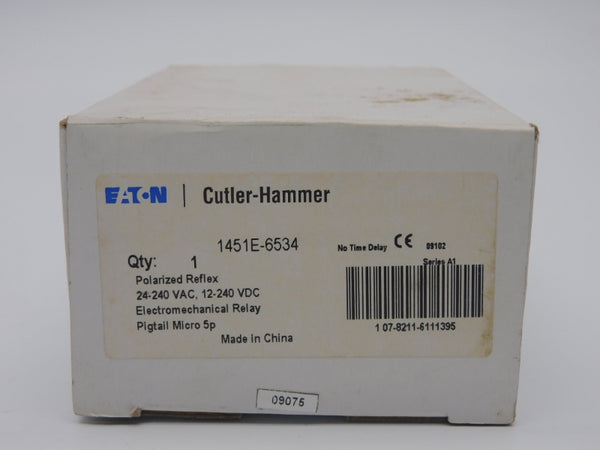 EATON | Cutler-Hammer
1451E-6534
No Time Delay CE 09102
Qty: 1
Series A1
Polarized Reflex
24-240 VAC, 12-240 VDC
Electromechanical Relay
Pigtail Micro 5p
1 07-8211-6111395
Made in China
09075